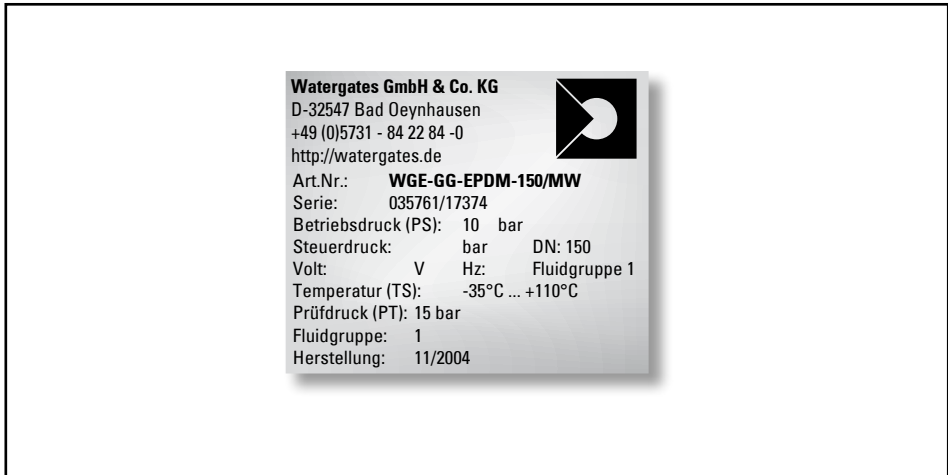 Watergates GmbH & Co. KG
D-32547 Bad Oeynhausen
+49 (0)5731 - 84 22 84 -0
http://watergates.de
Art.Nr.: WGE-GG-EPDM-150/MW
Serie: 035761/17374
Betriebsdruck (PS): 10 bar
Steuerdruck: bar DN: 150
Volt: V Hz: Fluidgruppe 1
Temperatur (TS): -35°C ... +110°C
Prüfdruck (PT): 15 bar
Fluidgruppe: 1
Herstellung: 11/2004